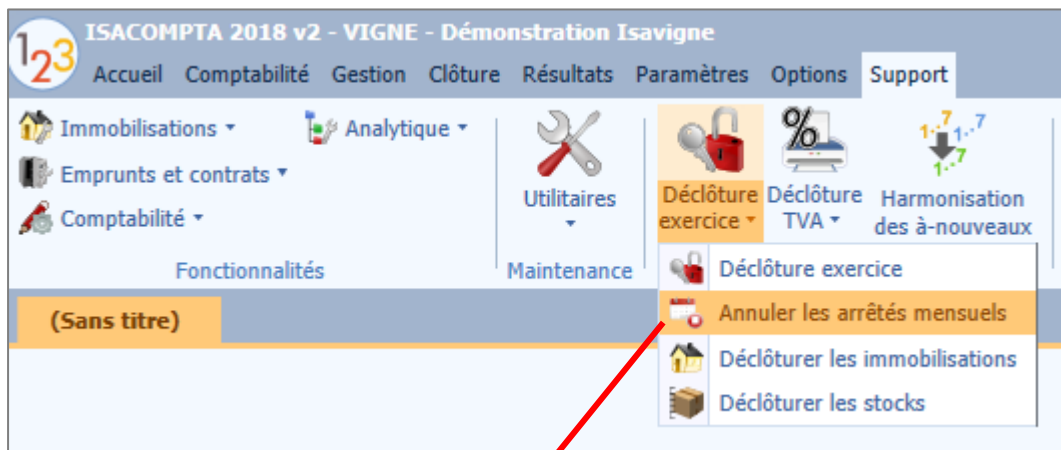 123
ISACOMPTA 2018 v2 - VIGNE - Démonstration Isavigne
Accueil Comptabilité Gestion Clôture Résultats Paramètres Options Support
Immobilisations
Analytique
Emprunts et contrats
Comptabilité
Fonctionnalités
Utilitaires
Maintenance
Déclôture
exercice
Déclôture
TVA
Harmonisation
des à-nouveaux
Déclôture exercice
Annuler les arrêtés mensuels
Déclôturer les immobilisations
Déclôturer les stocks
(Sans titre)